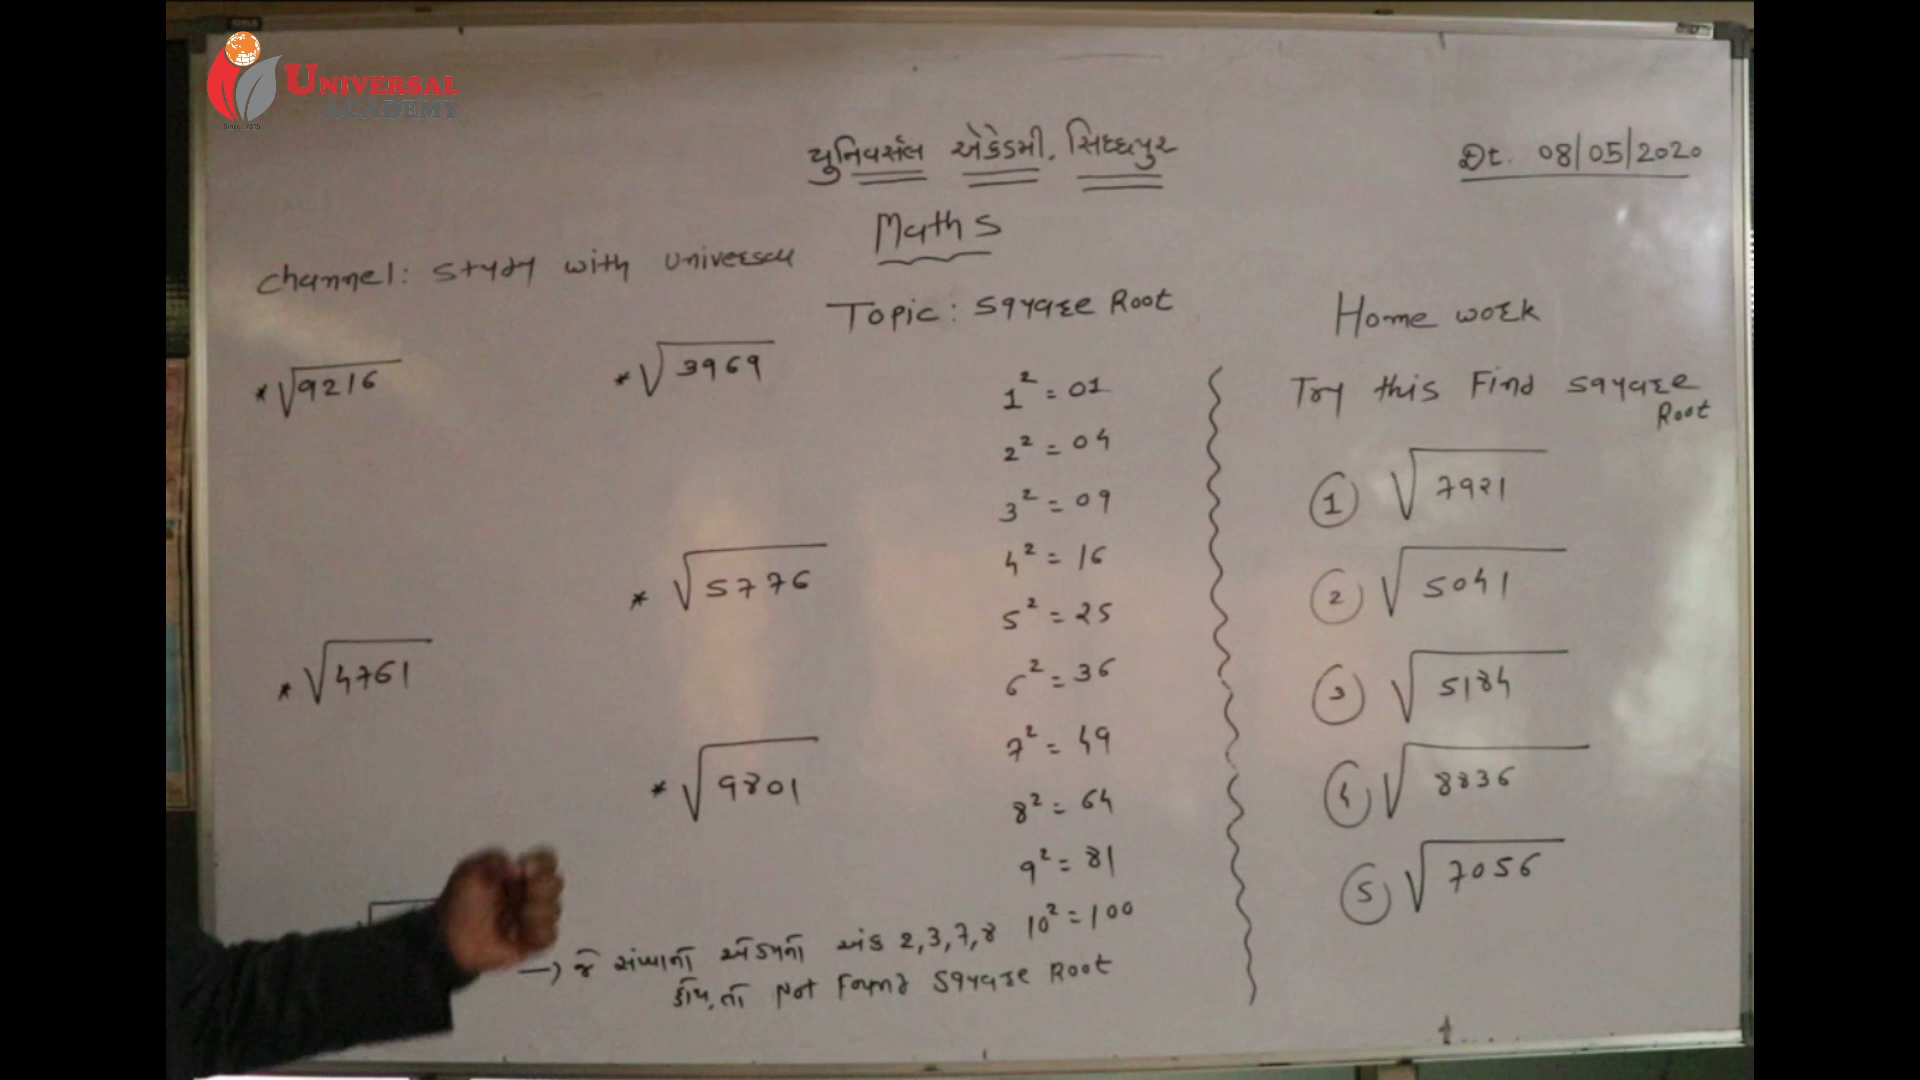 UNIVERSAL
ACADEMY
યુનિવર્સલ એકેડમી, સિધ્ધપુર
Dt. 08/05/2020
Maths
Channel: Study with Universal
Topic: Square Root
Home work
* √9216
* √3969
* √5776
* √4761
* √9801
1² = 01
2² = 04
3² = 09
4² = 16
5² = 25
6² = 36
7² = 49
8² = 64
9² = 81
10² = 100
Try this Find Square
Root
① √7921
② √5041
③ √5184
④ √8836
⑤ √7056
→ જે સંખ્યાનો એકમનો અંક 2,3,7,8
હોય, તો Not Found Square Root